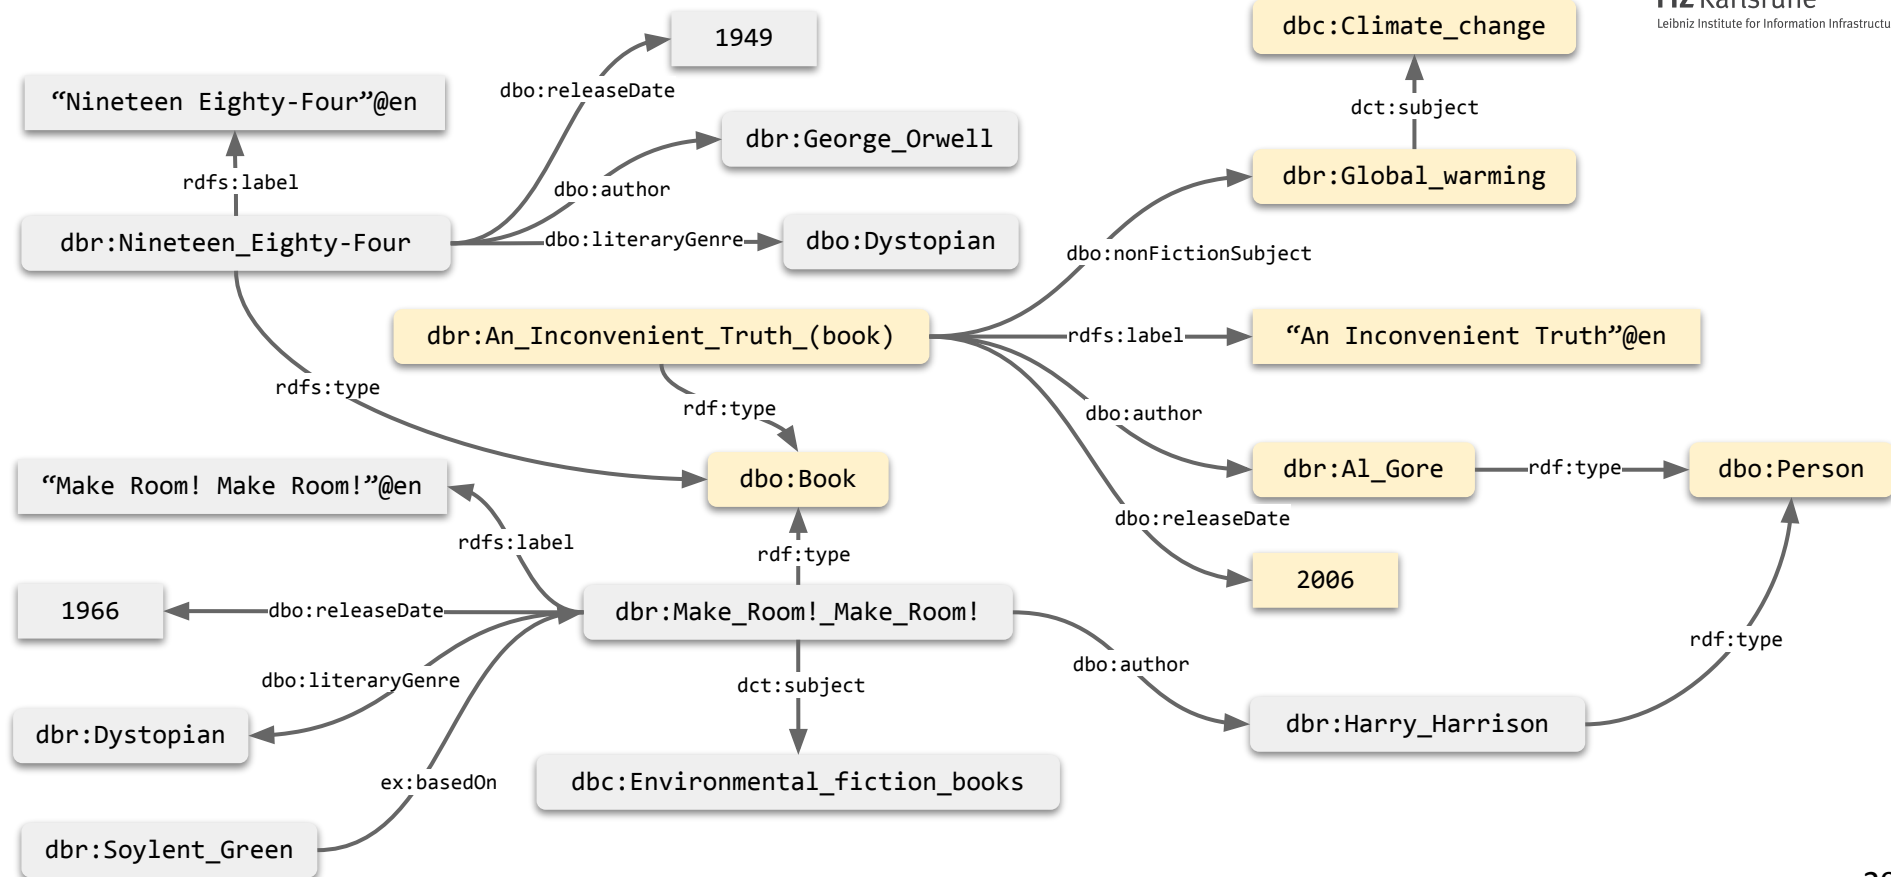 FIZ Karlsruhe
Leibniz Institute for Information Infrastructu
1949
dbc:Climate_change
“Nineteen Eighty-Four”@en
dbo:releaseDate
dct:subject
dbr:George_Orwell
rdfs:label
dbo:author
dbr:Global_warming
dbr:Nineteen_Eighty-Four
dbo:literaryGenre
dbo:Dystopian
dbo:nonFictionSubject
dbr:An_Inconvenient_Truth_(book)
rdfs:label
“An Inconvenient Truth”@en
rdfs:type
rdf:type
dbo:author
dbo:Book
dbr:Al_Gore
rdf:type
dbo:Person
“Make Room! Make Room!”@en
dbo:releaseDate
rdfs:label
rdf:type
2006
1966
dbo:releaseDate
dbr:Make_Room!_Make_Room!
rdf:type
dbo:literaryGenre
dct:subject
dbo:author
dbr:Dystopian
dbr:Harry_Harrison
ex:basedOn
dbc:Environmental_fiction_books
dbr:Soylent_Green